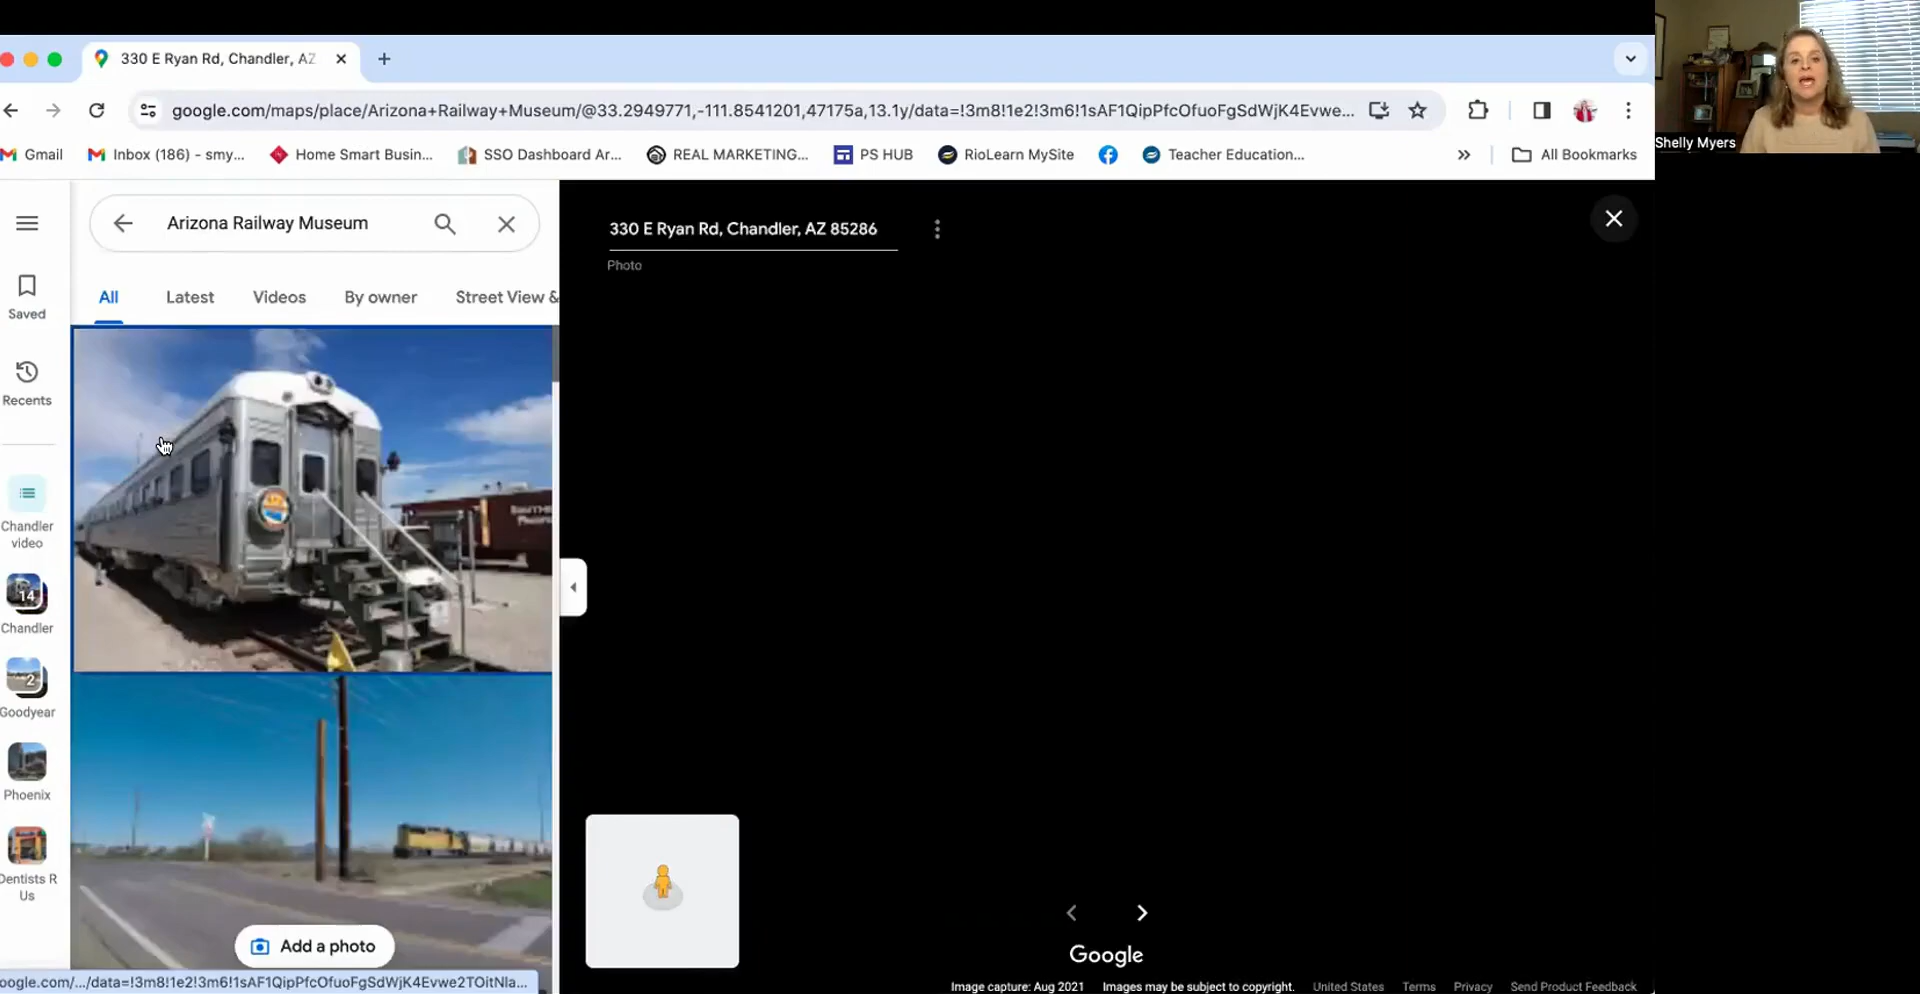 330 E Ryan Rd, Chandler, AZ
google.com/maps/place/Arizona+Railway+Museum/@33.2949771,-111.8541201,47175a,13.1y/data=!3m8!1e2!3m6!1sAF1QipPfcOfuoFgSdWjK4Evwe...
Shelly Myers
Gmail
Inbox (186) - smy...
Home Smart Busin...
SSO Dashboard Ar...
REAL MARKETING...
PS HUB
RioLearn MySite
Teacher Education...
All Bookmarks
Arizona Railway Museum
330 E Ryan Rd, Chandler, AZ 85286
Photo
All
Latest
Videos
By owner
Street View &
Saved
Recents
Chandler
video
14
Chandler
2
Goodyear
Phoenix
Dentists R
Us
Add a photo
Google
oogle.com/.../data=!3m8!1e2!3m6!1sAF1QipPfcOfuoFgSdWjK4Evwe2TOitNla...
Image capture: Aug 2021
Images may be subject to copyright.
United States
Terms
Privacy
Send Product Feedback